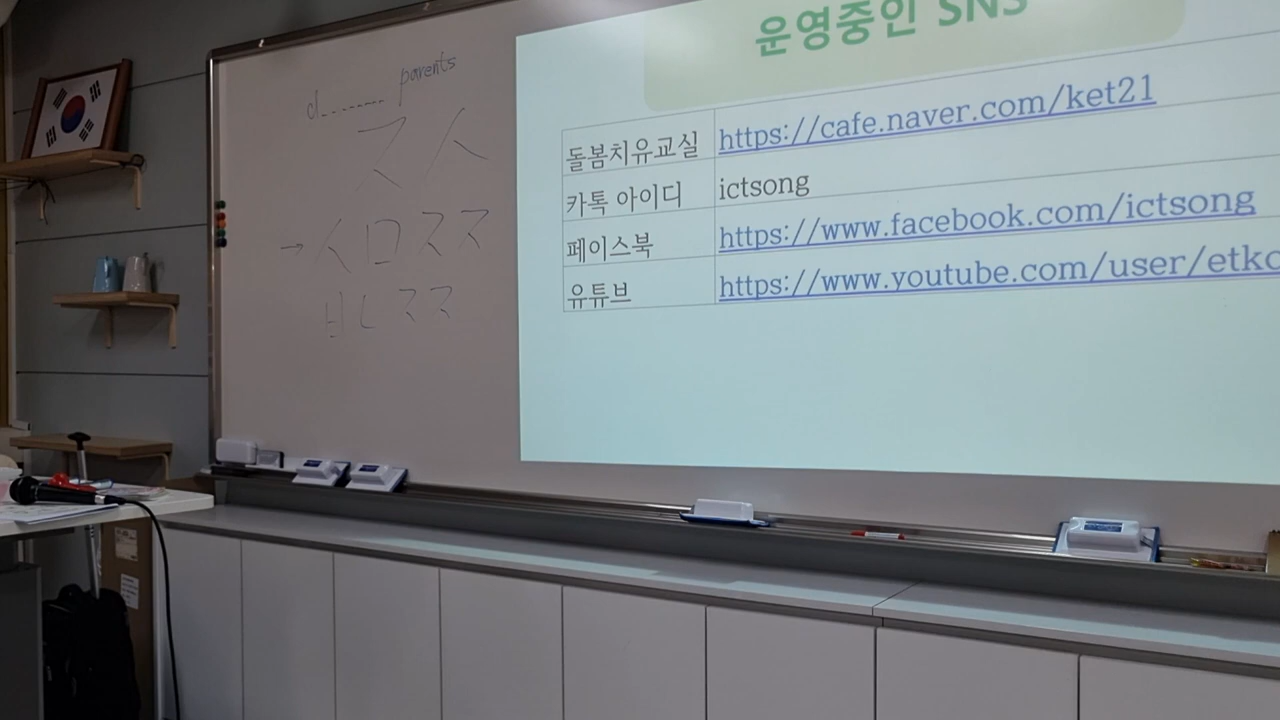 parents
ㅈㅅ
→ ㅅㅁㅈㅈ
ㅂㄴㅈㅈ
운영중인 SNS
돌봄치유교실 https://cafe.naver.com/ket21
카톡 아이디 ictsong
페이스북 https://www.facebook.com/ictsong
유튜브 https://www.youtube.com/user/etkc